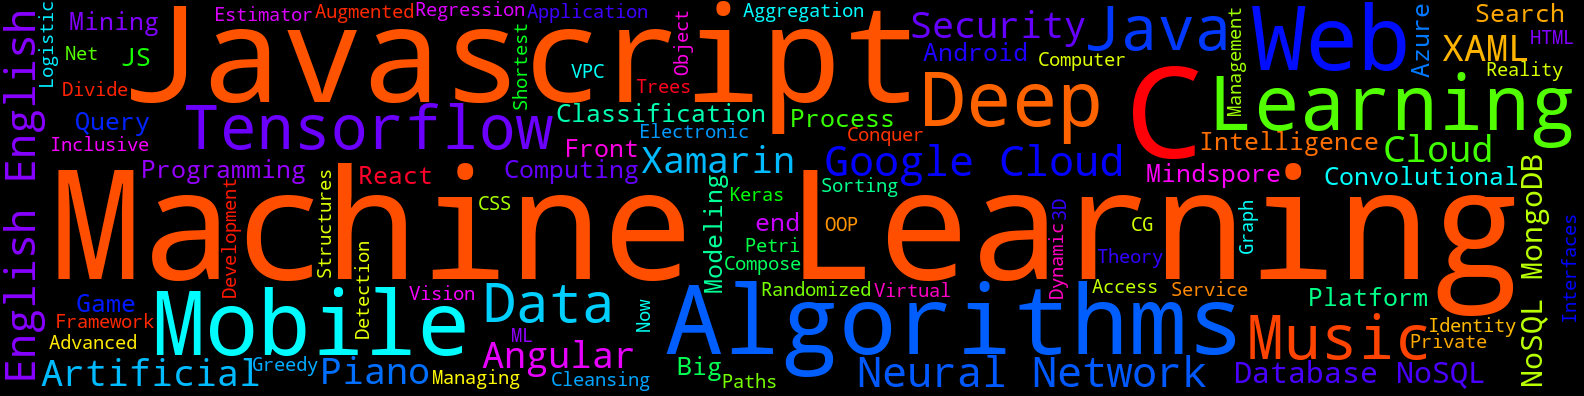 English English
Mining
Logistic
Estimator
Augmented
Regression
Application
Javascript
Object
Aggregation
Security
Java
Management
Web
Azure
Search
XAML
HTML
Net
JS
Shortest
VPC
Android
Computer
Reality
Divide
Trees
Deep
C
Learning
Query
Tensorflow
Classification
Process
Electronic
Conquer
Inclusive
Front
Xamarin
Google Cloud
Intelligence
Cloud
Programming
React
Computing
Mindspore
Convolutional
Machine Learning
Development
Structures
CSS
Modeling
Keras
Sorting
end
OOP
Dynamic
3D
CG
Graph
NoSQL MongoDB
Interfaces
Petri
Compose
Theory
Detection
Game
Mobile
Vision
Data
Now
Algorithms
Randomized
Virtual
Access
Service
Platform
Framework
Advanced
ML
Angular
Music
Identity
Private
Artificial
Greedy
Piano
Managing
Cleansing
Big
Paths
Neural Network
Database NoSQL